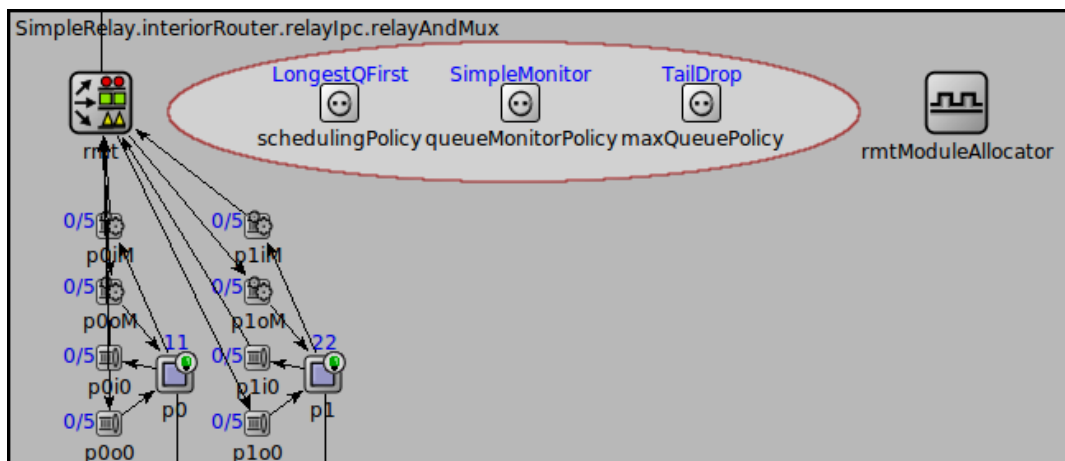 SimpleRelay.interiorRouter.relayIpc.relayAndMux
LongestQFirst SimpleMonitor TailDrop
rmt schedulingPolicy queueMonitorPolicy maxQueuePolicy rmtModuleAllocator
0/5 0/5
p0iM p1iM
0/5 0/5
p0oM p1oM
11 22
0/5 0/5
p0i0 p1i0
p0 p1
0/5 0/5
p0o0 p1o0